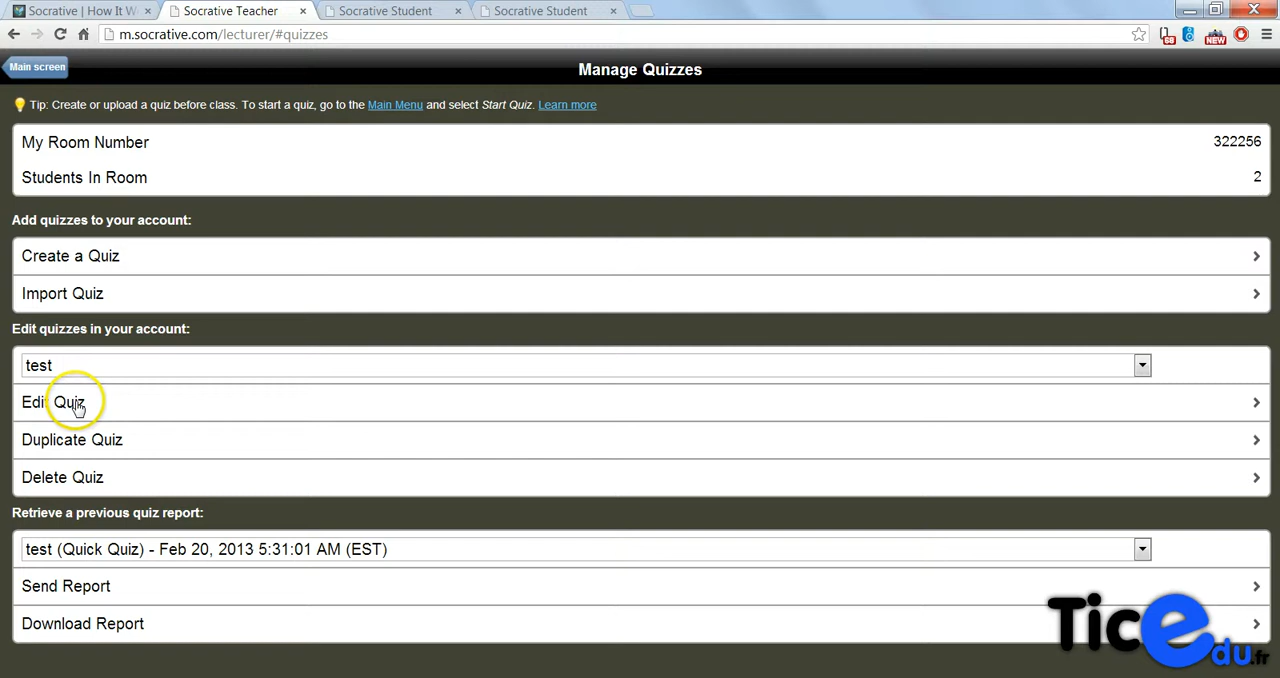 Socrative | How It W
Socrative Teacher
Socrative Student
Socrative Student
m.socrative.com/lecturer/#quizzes
68
NEW
Main screen
Manage Quizzes
Tip: Create or upload a quiz before class. To start a quiz, go to the Main Menu and select Start Quiz. Learn more
My Room Number 322256
Students In Room 2
Add quizzes to your account:
Create a Quiz
Import Quiz
Edit quizzes in your account:
test
Edit Quiz
Duplicate Quiz
Delete Quiz
Retrieve a previous quiz report:
test (Quick Quiz) - Feb 20, 2013 5:31:01 AM (EST)
Send Report
Download Report
TicEdu.fr